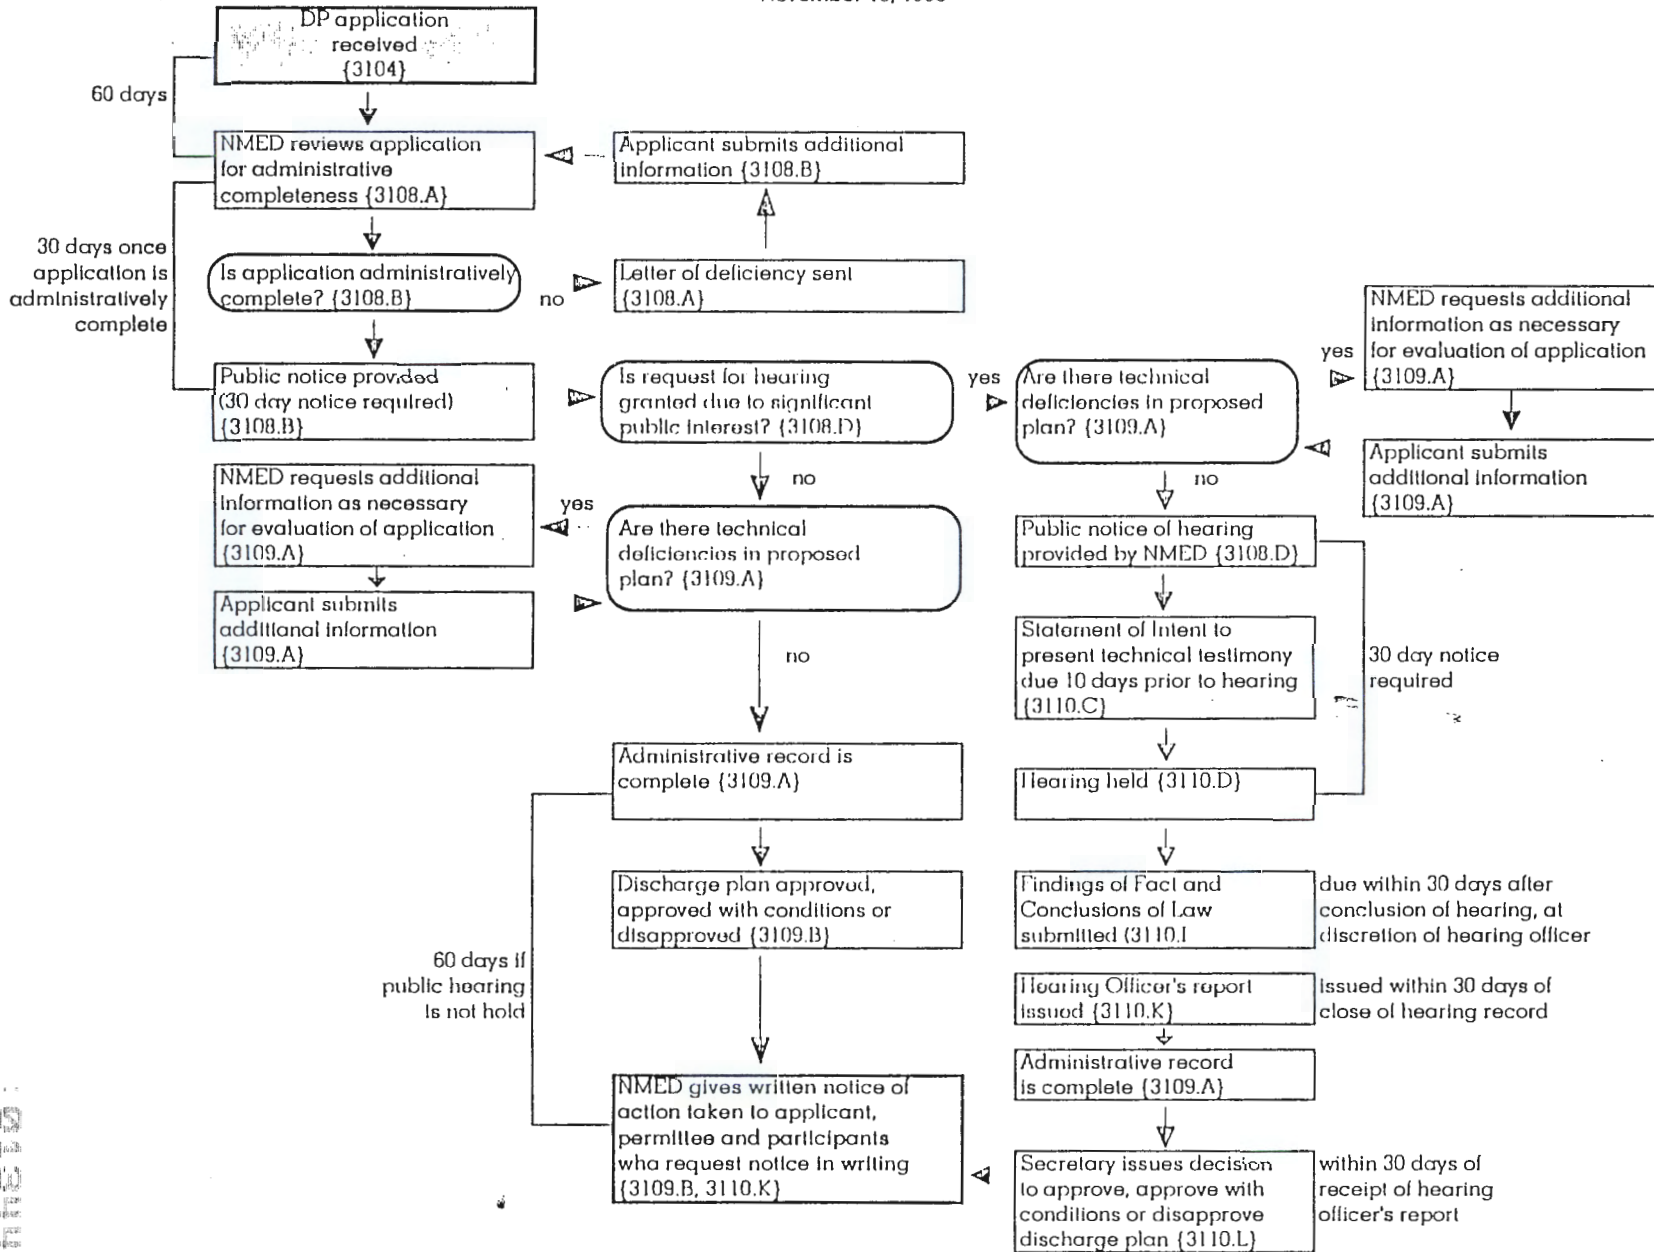 DP application
received
{3104}
60 days
NMED reviews application
for administrative
completeness {3108.A}
Applicant submits additional
information {3108.B}
30 days once
application is
administratively
complete
Is application administratively
complete? {3108.B}
no
Letter of deficiency sent
{3108.A}
Public notice provided
(30 day notice required)
{3108.B}
Is request for hearing
granted due to significant
public interest? {3108.D}
yes
Are there technical
deficiencies in proposed
plan? {3109.A}
yes
NMED requests additional
information as necessary
for evaluation of application
{3109.A}
Applicant submits
additional information
{3109.A}
no
no
NMED requests additional
information as necessary
for evaluation of application
{3109.A}
yes
Are there technical
deficiencies in proposed
plan? {3109.A}
Applicant submits
additional information
{3109.A}
no
Public notice of hearing
provided by NMED {3108.D}
Statement of Intent to
present technical testimony
due 10 days prior to hearing
{3110.C}
30 day notice
required
Administrative record is
complete {3109.A}
Hearing held {3110.D}
Discharge plan approved,
approved with conditions or
disapproved {3109.B}
Findings of Fact and
Conclusions of Law
submitted {3110.I
due within 30 days after
conclusion of hearing, at
discretion of hearing officer
60 days if
public hearing
is not hold
Hearing Officer's report
issued {3110.K}
issued within 30 days of
close of hearing record
Administrative record
is complete {3109.A}
NMED gives written notice of
action taken to applicant,
permittee and participants
who request notice in writing
{3109.B, 3110.K}
Secretary issues decision
to approve, approve with
conditions or disapprove
discharge plan {3110.L}
within 30 days of
receipt of hearing
officer's report